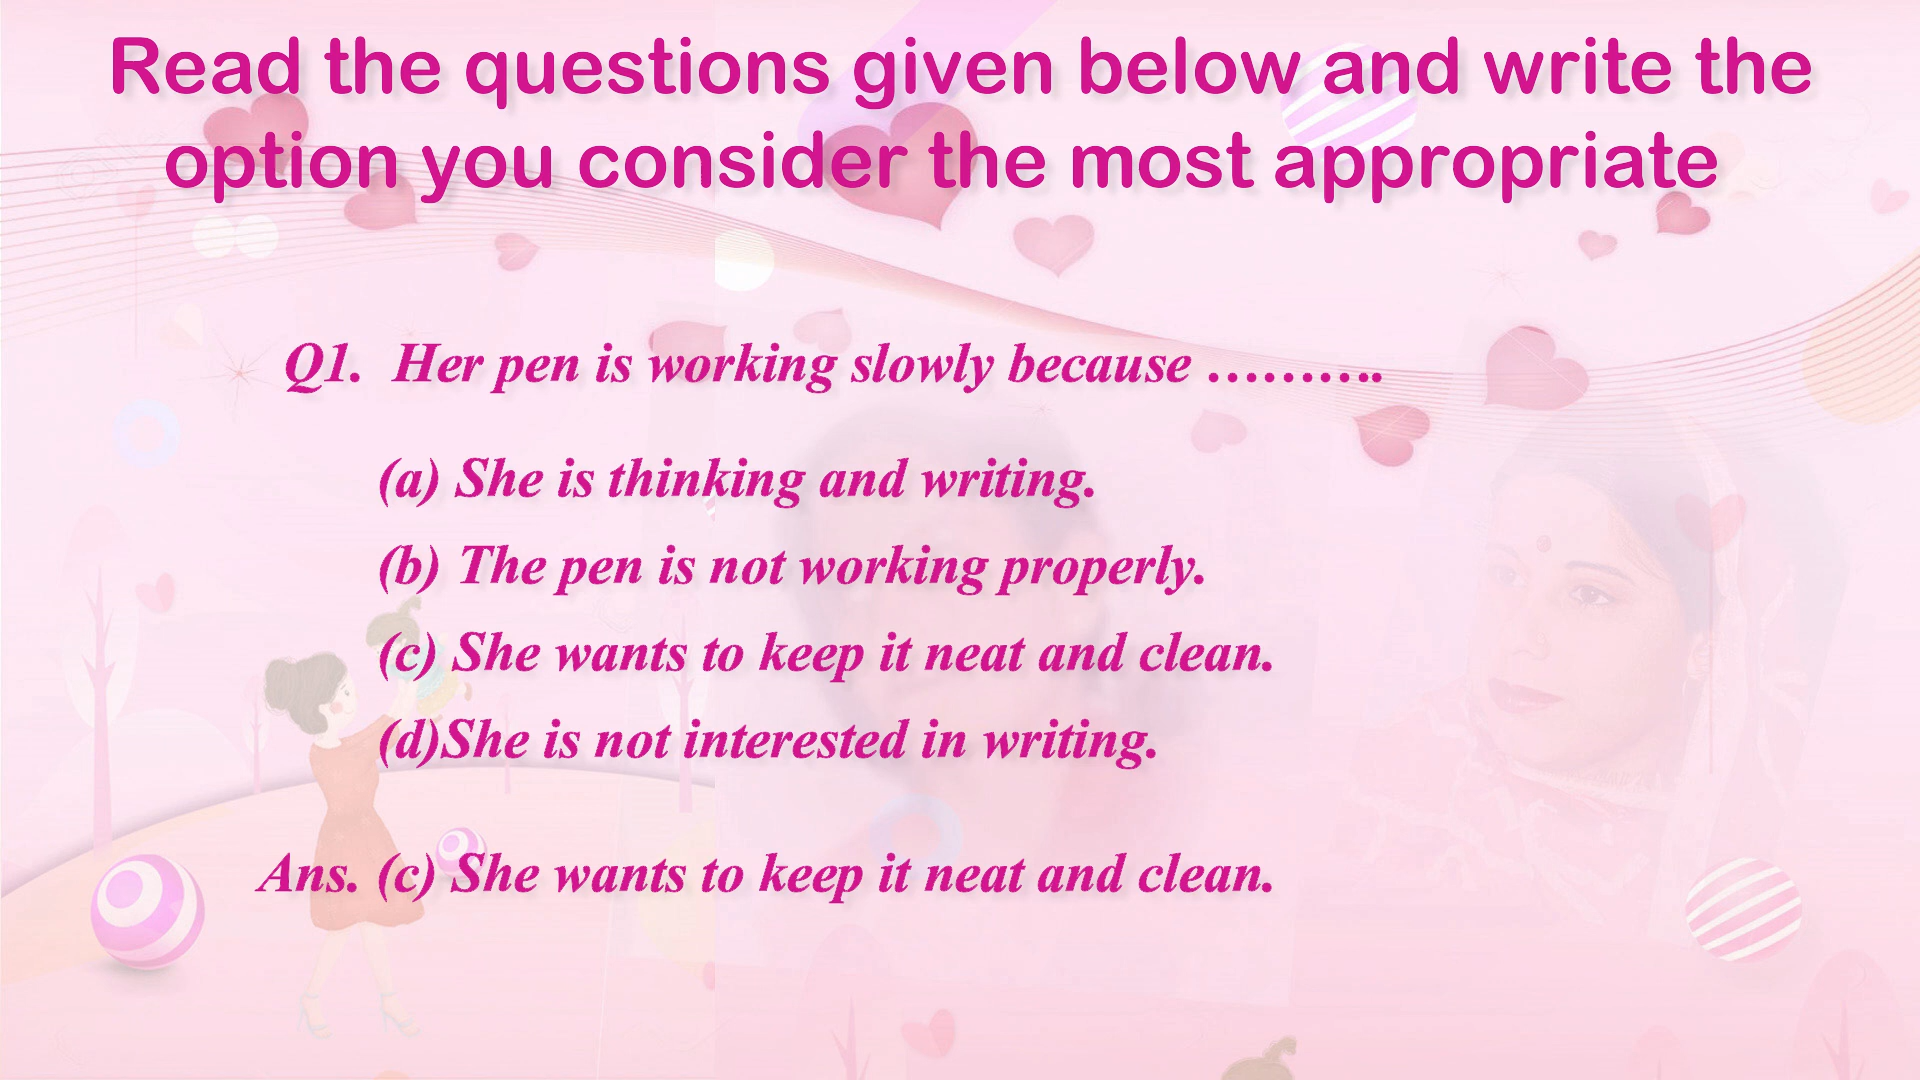 Read the questions given below and write the
option you consider the most appropriate
Q1. Her pen is working slowly because ……….
(a) She is thinking and writing.
(b) The pen is not working properly.
(c) She wants to keep it neat and clean.
(d)She is not interested in writing.
Ans. (c) She wants to keep it neat and clean.